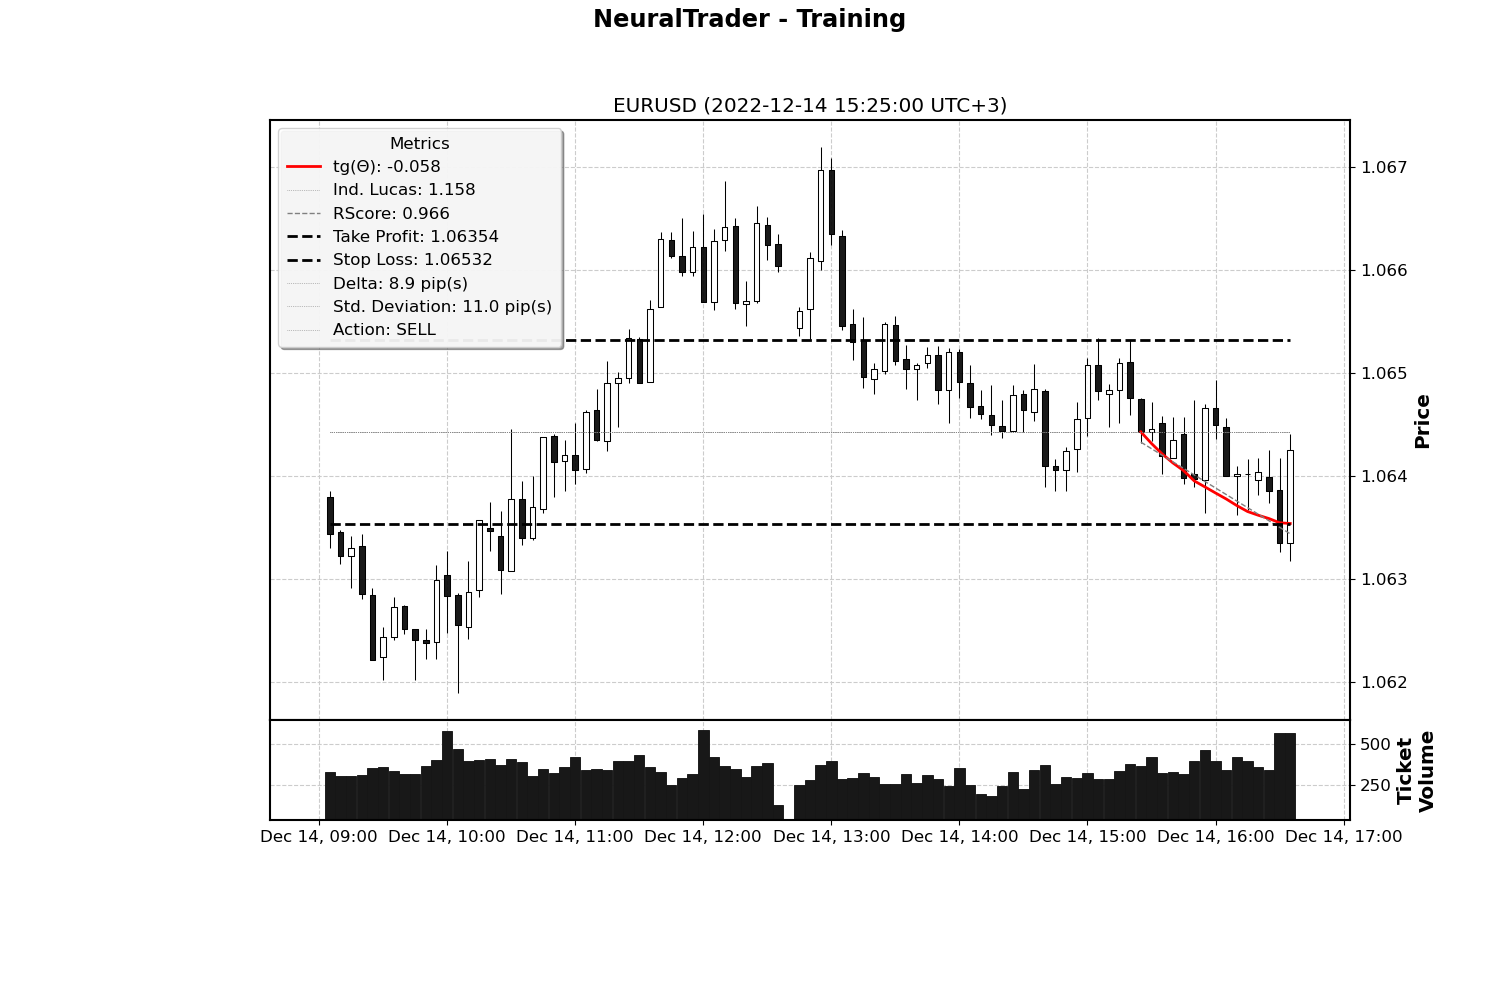 NeuralTrader - Training
EURUSD (2022-12-14 15:25:00 UTC+3)
Metrics
tg(Θ): -0.058
Ind. Lucas: 1.158
RScore: 0.966
Take Profit: 1.06354
Stop Loss: 1.06532
Delta: 8.9 pip(s)
Std. Deviation: 11.0 pip(s)
Action: SELL
1.067
1.066
1.065
1.064
1.063
1.062
Price
500
250
Ticket
Volume
Dec 14, 09:00 Dec 14, 10:00 Dec 14, 11:00 Dec 14, 12:00 Dec 14, 13:00 Dec 14, 14:00 Dec 14, 15:00 Dec 14, 16:00 Dec 14, 17:00